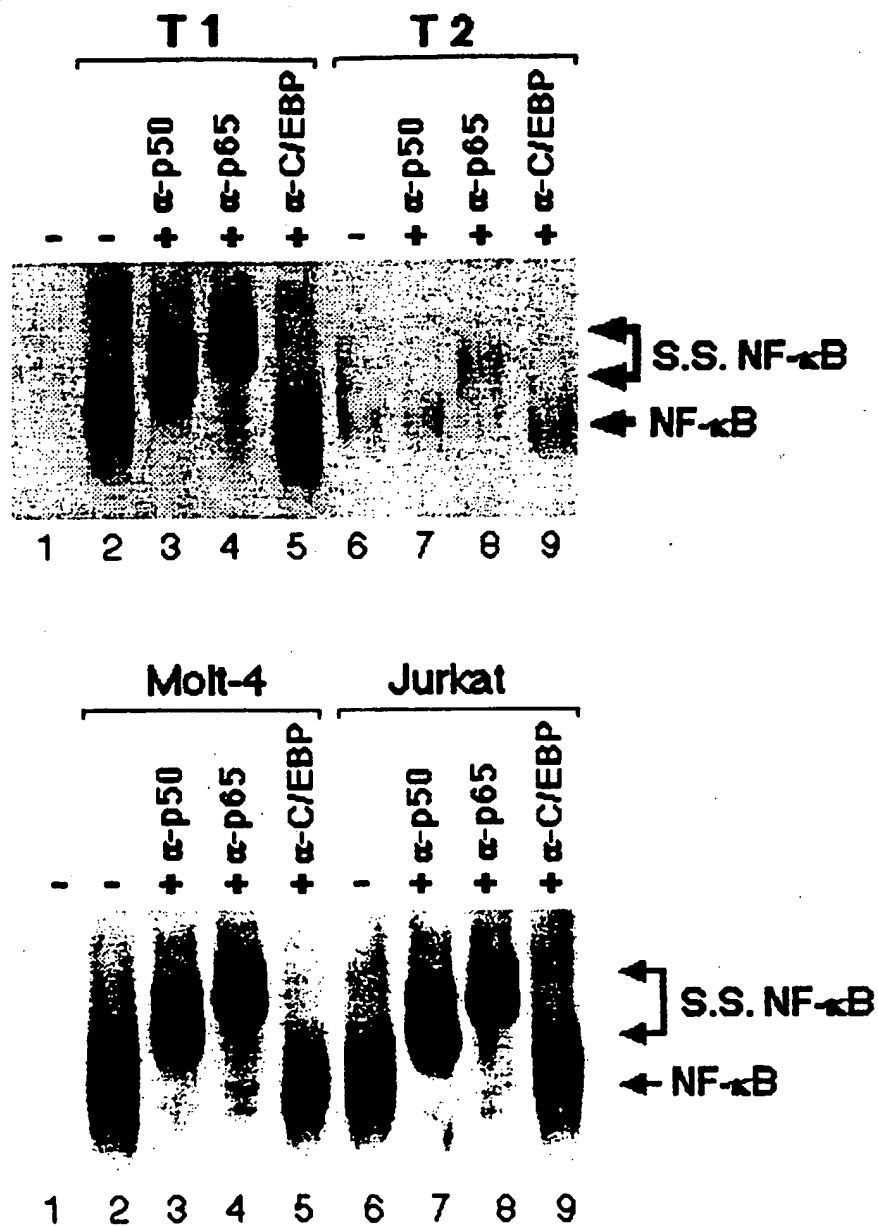 T 1 T 2
α-p50 α-p65 α-C/EBP α-p50 α-p65 α-C/EBP
- - + + + - + + +
S.S. NF-κB
NF-κB
1 2 3 4 5 6 7 8 9
Molt-4 Jurkat
α-p50 α-p65 α-C/EBP α-p50 α-p65 α-C/EBP
- - + + + - + + +
S.S. NF-κB
NF-κB
1 2 3 4 5 6 7 8 9